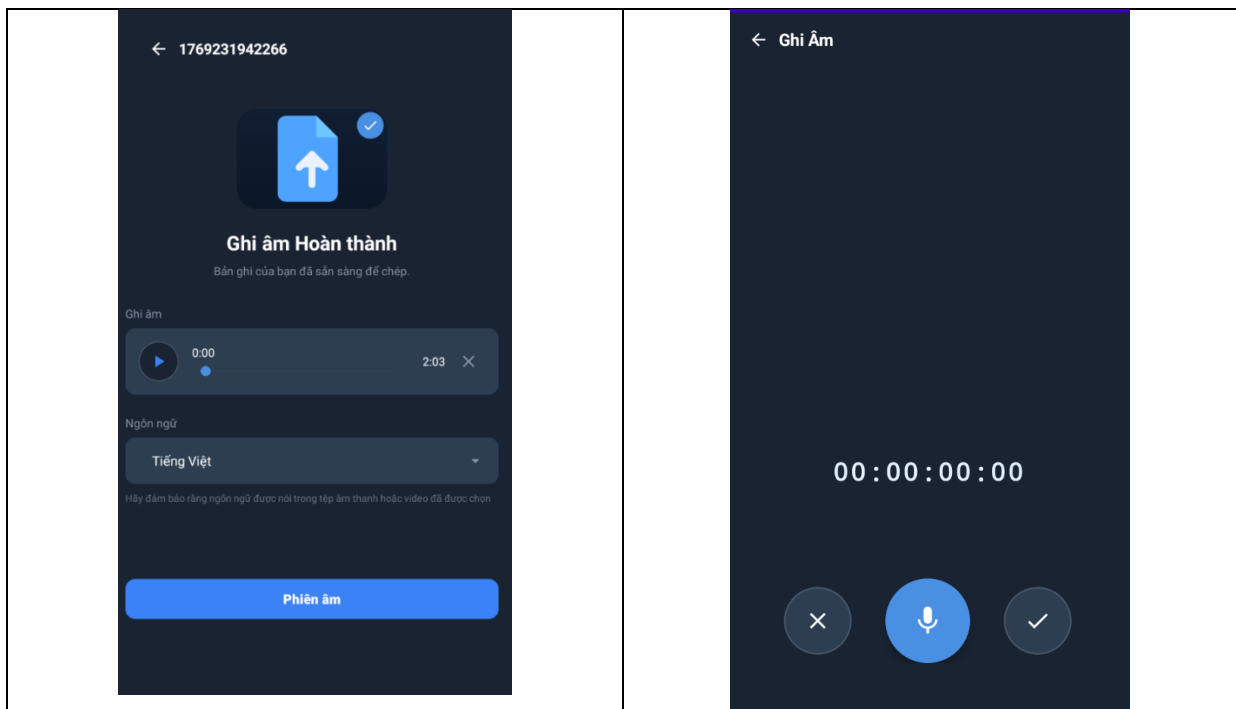 1769231942266
Ghi âm Hoàn thành
Bản ghi của bạn đã sẵn sàng để chép.
Ghi âm
0:00
2:03
Ngôn ngữ
Tiếng Việt
Hãy đảm bảo rằng ngôn ngữ được nói trong tệp âm thanh hoặc video đã được chọn
Phiên âm
Ghi Âm
00:00:00:00